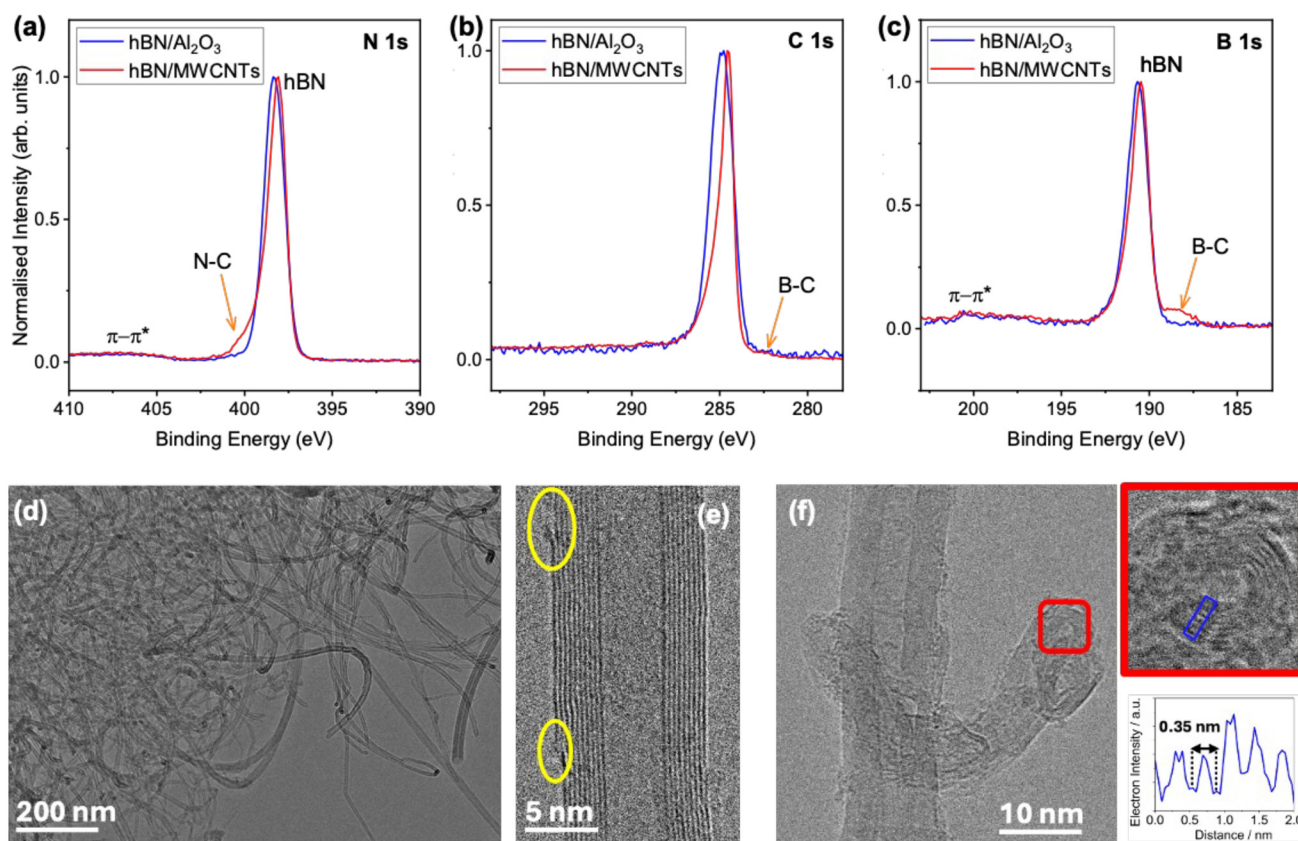 (a)
hBN/Al₂O₃
hBN/MWCNTs
N 1s
hBN
N-C
π−π*
1.0
0.5
0.0
Normalised Intensity (arb. units)
410
405
400
395
390
Binding Energy (eV)
(b)
hBN/Al₂O₃
hBN/MWCNTs
C 1s
B-C
1.0
0.5
0.0
295
290
285
280
Binding Energy (eV)
(c)
hBN/Al₂O₃
hBN/MWCNTs
B 1s
hBN
B-C
π−π*
1.0
0.5
0.0
200
195
190
185
Binding Energy (eV)
(d)
200 nm
(e)
5 nm
(f)
10 nm
0.35 nm
Electron Intensity / a.u.
0.0
0.5
1.0
1.5
2.0
Distance / nm